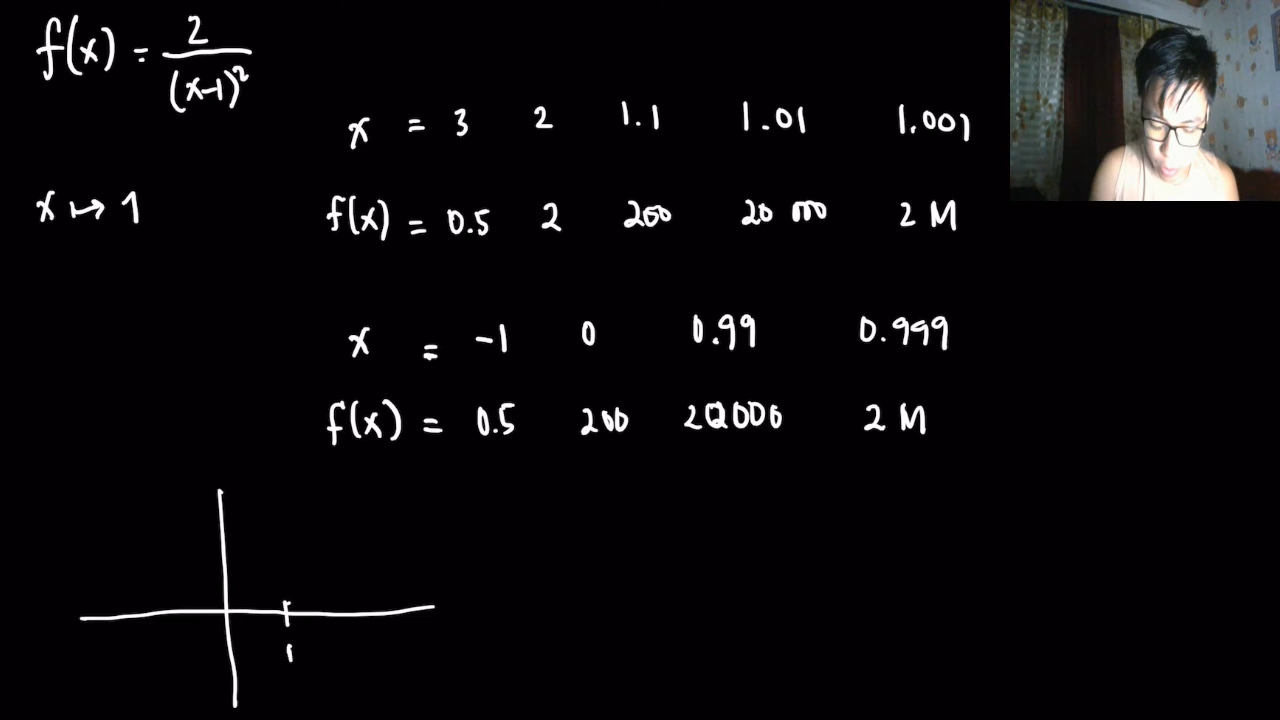 f(x) = 2/(x-1)²
x = 3 2 1.1 1.01 1.001
x ↦ 1
f(x) = 0.5 2 200 20 000 2 M
x = -1 0 0.99 0.999
f(x) = 0.5 200 20000 2 M
1